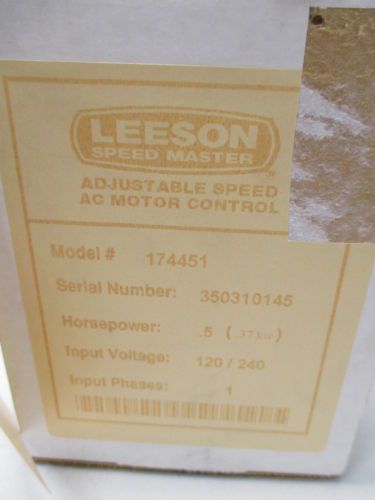 LEESON
SPEED MASTER
®
ADJUSTABLE SPEED
AC MOTOR CONTROL
Model # 174451
Serial Number: 350310145
Horsepower: .5 ( .37kw)
Input Voltage: 120 / 240
Input Phases: 1